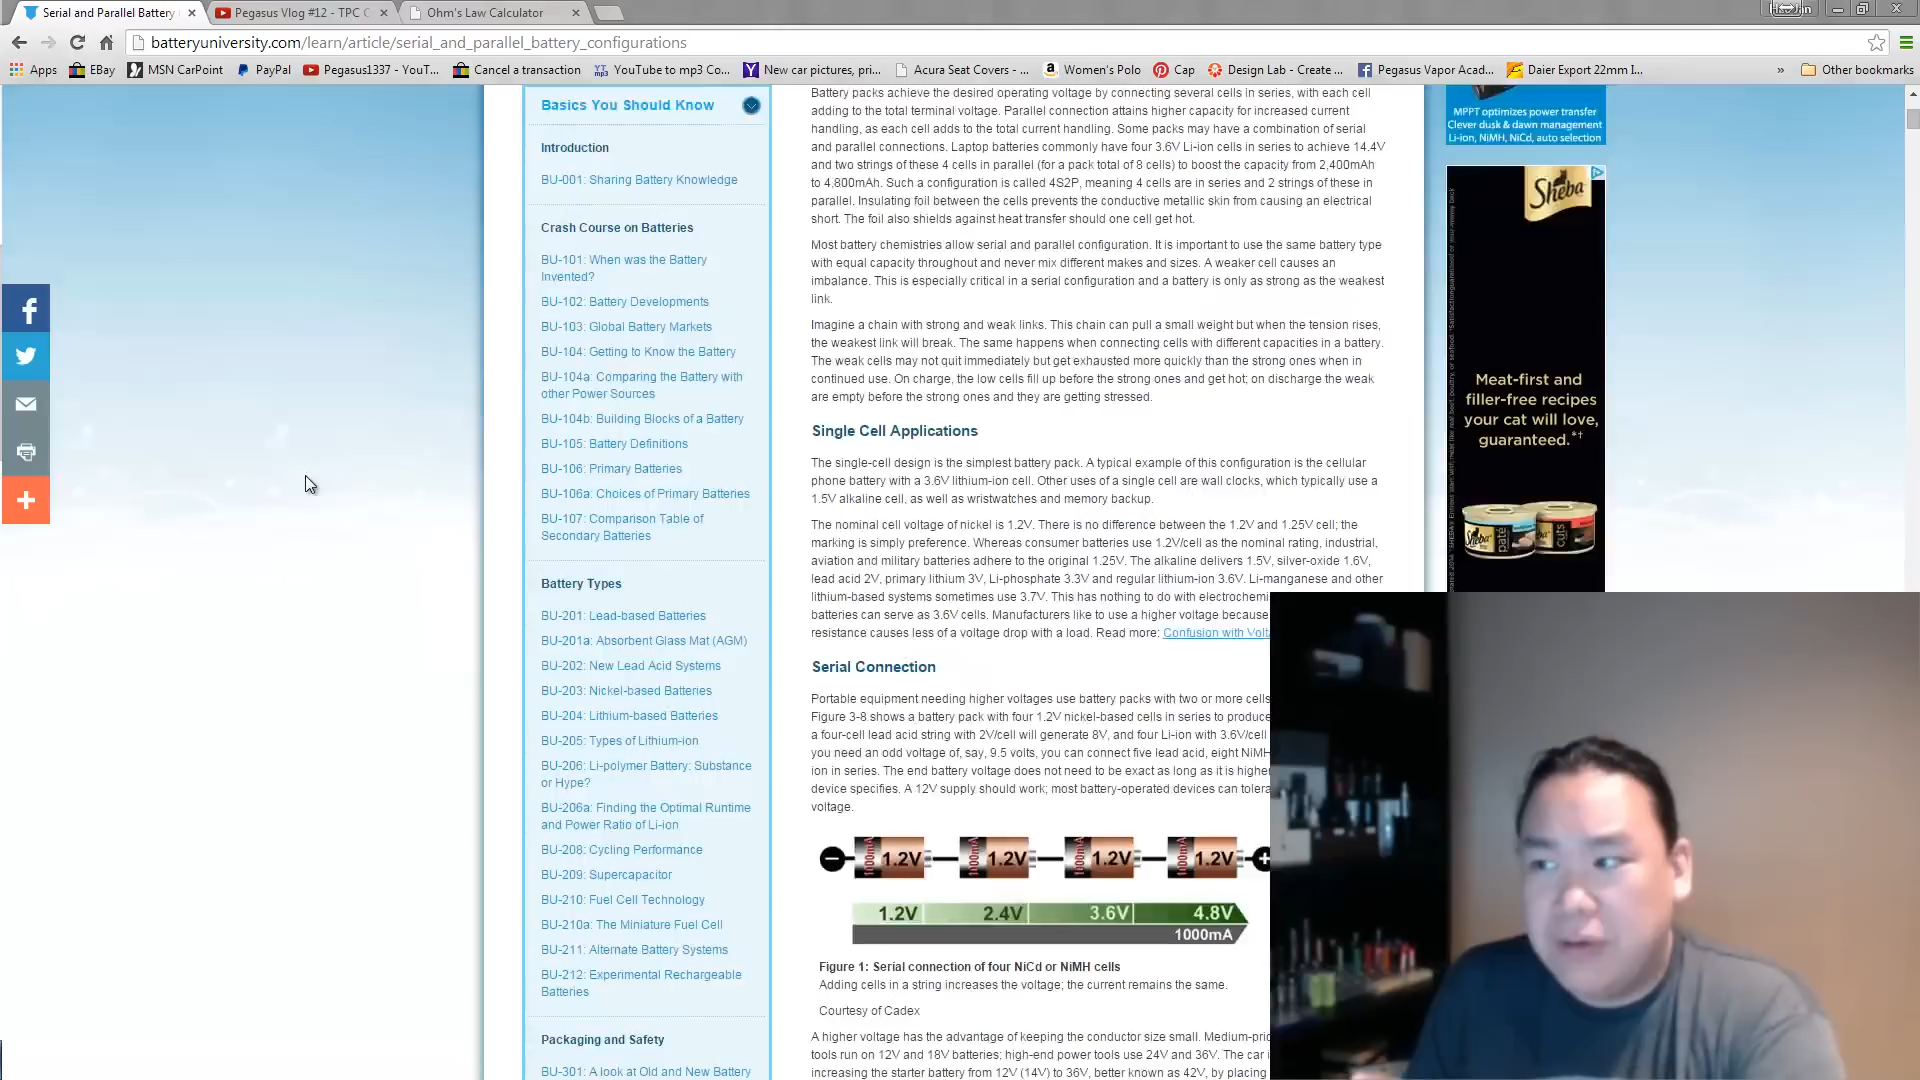 Serial and Parallel Battery
Pegasus Vlog #12 - TPC C
Ohm's Law Calculator
batteryuniversity.com/learn/article/serial_and_parallel_battery_configurations
Apps
EBay
MSN CarPoint
PayPal
Pegasus1337 - YouT...
Cancel a transaction
YouTube to mp3 Co...
New car pictures, pri...
Acura Seat Covers - ...
Women's Polo
Cap
Design Lab - Create ...
Pegasus Vapor Acad...
Daier Export 22mm I...
»
Other bookmarks
Basics You Should Know
Introduction
BU-001: Sharing Battery Knowledge
Crash Course on Batteries
BU-101: When was the Battery
Invented?
BU-102: Battery Developments
BU-103: Global Battery Markets
BU-104: Getting to Know the Battery
BU-104a: Comparing the Battery with
other Power Sources
BU-104b: Building Blocks of a Battery
BU-105: Battery Definitions
BU-106: Primary Batteries
BU-106a: Choices of Primary Batteries
BU-107: Comparison Table of
Secondary Batteries
Battery Types
BU-201: Lead-based Batteries
BU-201a: Absorbent Glass Mat (AGM)
BU-202: New Lead Acid Systems
BU-203: Nickel-based Batteries
BU-204: Lithium-based Batteries
BU-205: Types of Lithium-ion
BU-206: Li-polymer Battery: Substance
or Hype?
BU-206a: Finding the Optimal Runtime
and Power Ratio of Li-ion
BU-208: Cycling Performance
BU-209: Supercapacitor
BU-210: Fuel Cell Technology
BU-210a: The Miniature Fuel Cell
BU-211: Alternate Battery Systems
BU-212: Experimental Rechargeable
Batteries
Packaging and Safety
BU-301: A look at Old and New Battery
Battery packs achieve the desired operating voltage by connecting several cells in series, with each cell
adding to the total terminal voltage. Parallel connection attains higher capacity for increased current
handling, as each cell adds to the total current handling. Some packs may have a combination of serial
and parallel connections. Laptop batteries commonly have four 3.6V Li-ion cells in series to achieve 14.4V
and two strings of these 4 cells in parallel (for a pack total of 8 cells) to boost the capacity from 2,400mAh
to 4,800mAh. Such a configuration is called 4S2P, meaning 4 cells are in series and 2 strings of these in
parallel. Insulating foil between the cells prevents the conductive metallic skin from causing an electrical
short. The foil also shields against heat transfer should one cell get hot.
Most battery chemistries allow serial and parallel configuration. It is important to use the same battery type
with equal capacity throughout and never mix different makes and sizes. A weaker cell causes an
imbalance. This is especially critical in a serial configuration and a battery is only as strong as the weakest
link.
Imagine a chain with strong and weak links. This chain can pull a small weight but when the tension rises,
the weakest link will break. The same happens when connecting cells with different capacities in a battery.
The weak cells may not quit immediately but get exhausted more quickly than the strong ones when in
continued use. On charge, the low cells fill up before the strong ones and get hot; on discharge the weak
are empty before the strong ones and they are getting stressed.
Single Cell Applications
The single-cell design is the simplest battery pack. A typical example of this configuration is the cellular
phone battery with a 3.6V lithium-ion cell. Other uses of a single cell are wall clocks, which typically use a
1.5V alkaline cell, as well as wristwatches and memory backup.
The nominal cell voltage of nickel is 1.2V. There is no difference between the 1.2V and 1.25V cell; the
marking is simply preference. Whereas consumer batteries use 1.2V/cell as the nominal rating, industrial,
aviation and military batteries adhere to the original 1.25V. The alkaline delivers 1.5V, silver-oxide 1.6V,
lead acid 2V, primary lithium 3V, Li-phosphate 3.3V and regular lithium-ion 3.6V. Li-manganese and other
lithium-based systems sometimes use 3.7V. This has nothing to do with electrochemi
batteries can serve as 3.6V cells. Manufacturers like to use a higher voltage because
resistance causes less of a voltage drop with a load. Read more: Confusion with Volta
Serial Connection
Portable equipment needing higher voltages use battery packs with two or more cells
Figure 3-8 shows a battery pack with four 1.2V nickel-based cells in series to produce
a four-cell lead acid string with 2V/cell will generate 8V, and four Li-ion with 3.6V/cell
you need an odd voltage of, say, 9.5 volts, you can connect five lead acid, eight NiMH
ion in series. The end battery voltage does not need to be exact as long as it is higher
device specifies. A 12V supply should work; most battery-operated devices can tolera
voltage.
1000mA 1.2V 1000mA 1.2V 1000mA 1.2V 1000mA 1.2V
1.2V 2.4V 3.6V 4.8V
1000mA
Figure 1: Serial connection of four NiCd or NiMH cells
Adding cells in a string increases the voltage; the current remains the same.
Courtesy of Cadex
A higher voltage has the advantage of keeping the conductor size small. Medium-pric
tools run on 12V and 18V batteries; high-end power tools use 24V and 36V. The car i
increasing the starter battery from 12V (14V) to 36V, better known as 42V, by placing
MPPT optimizes power transfer
Clever dusk & dawn management
Li-ion, NiMH, NiCd, auto selection
Sheba
Meat-first and
filler-free recipes
your cat will love,
guaranteed.*†
Sheba paté cuts